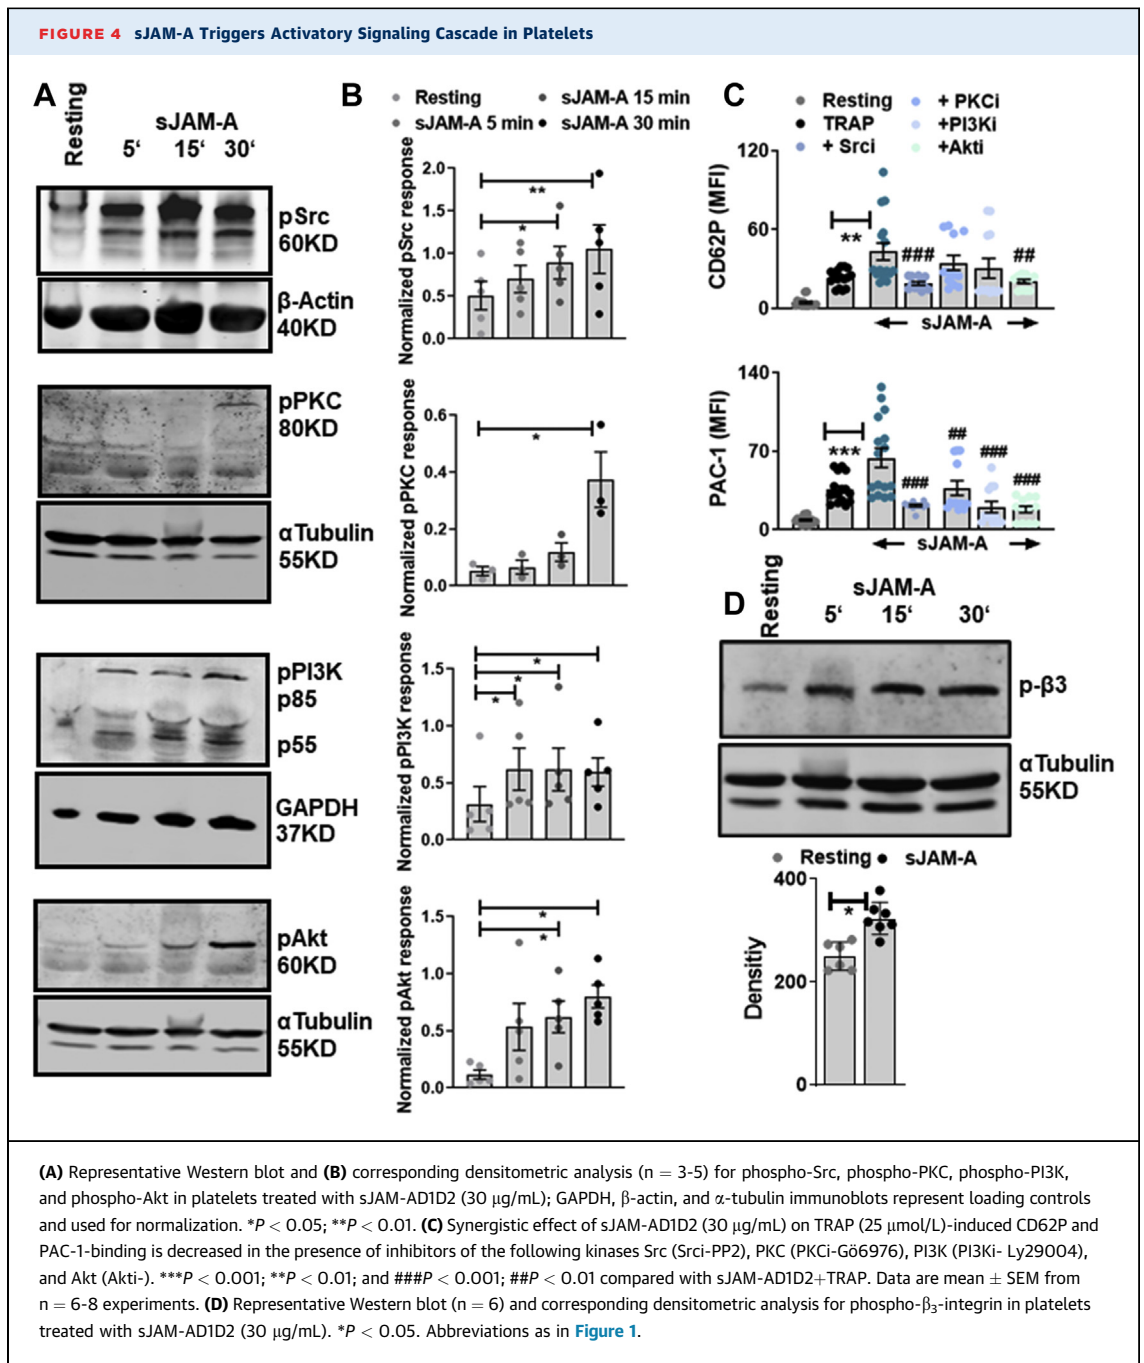 FIGURE 4 sJAM-A Triggers Activatory Signaling Cascade in Platelets
A
Resting
sJAM-A
5‘ 15‘ 30‘
pSrc
60KD
β-Actin
40KD
pPKC
80KD
αTubulin
55KD
pPI3K
p85
p55
GAPDH
37KD
pAkt
60KD
αTubulin
55KD
B
Resting sJAM-A 15 min
sJAM-A 5 min sJAM-A 30 min
Normalized pSrc response
2.0
1.5
1.0
0.5
0.0
**
*
Normalized pPKC response
0.6
0.4
0.2
0.0
*
Normalized pPI3K response
1.5
1.0
0.5
0.0
*
*
*
Normalized pAkt response
1.5
1.0
0.5
0.0
*
*
C
Resting + PKCi
TRAP +PI3Ki
+ Srci +Akti
CD62P (MFI)
120
60
0
**
### ##
sJAM-A
PAC-1 (MFI)
140
70
0
***
### ## ### ###
sJAM-A
D
Resting
sJAM-A
5‘ 15‘ 30‘
p-β3
αTubulin
55KD
Resting sJAM-A
Densitiy
400
200
0
*
(A) Representative Western blot and (B) corresponding densitometric analysis (n = 3-5) for phospho-Src, phospho-PKC, phospho-PI3K,
and phospho-Akt in platelets treated with sJAM-AD1D2 (30 μg/mL); GAPDH, β-actin, and α-tubulin immunoblots represent loading controls
and used for normalization. *P < 0.05; **P < 0.01. (C) Synergistic effect of sJAM-AD1D2 (30 μg/mL) on TRAP (25 μmol/L)-induced CD62P and
PAC-1-binding is decreased in the presence of inhibitors of the following kinases Src (Srci-PP2), PKC (PKCi-Gö6976), PI3K (PI3Ki- Ly29004),
and Akt (Akti-). ***P < 0.001; **P < 0.01; and ###P < 0.001; ##P < 0.01 compared with sJAM-AD1D2+TRAP. Data are mean ± SEM from
n = 6-8 experiments. (D) Representative Western blot (n = 6) and corresponding densitometric analysis for phospho-β3-integrin in platelets
treated with sJAM-AD1D2 (30 μg/mL). *P < 0.05. Abbreviations as in Figure 1.